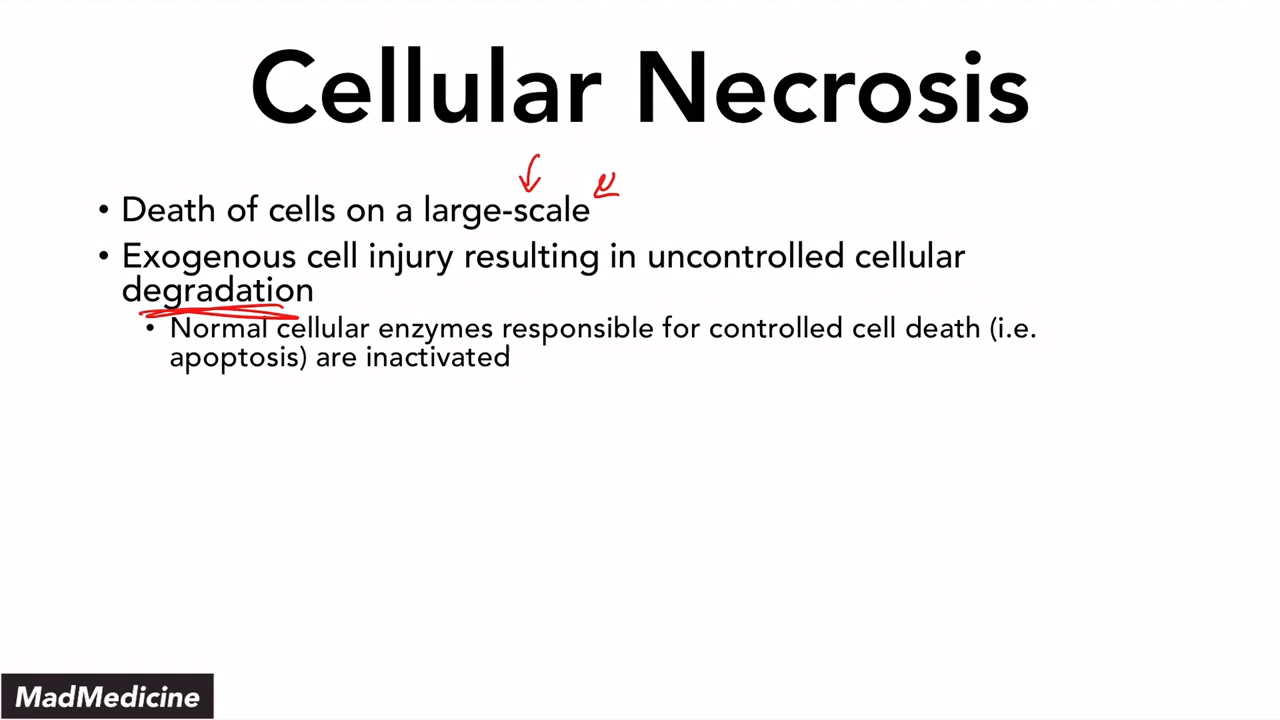 Cellular Necrosis
• Death of cells on a large-scale
• Exogenous cell injury resulting in uncontrolled cellular
degradation
• Normal cellular enzymes responsible for controlled cell death (i.e.
apoptosis) are inactivated
MadMedicine